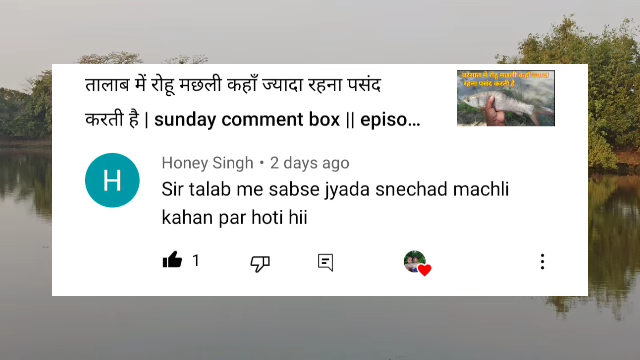 तालाब में रोहू मछली कहाँ ज्यादा रहना पसंद
करती है | sunday comment box || episo...
Honey Singh • 2 days ago
Sir talab me sabse jyada snechad machli
kahan par hoti hii
1
H